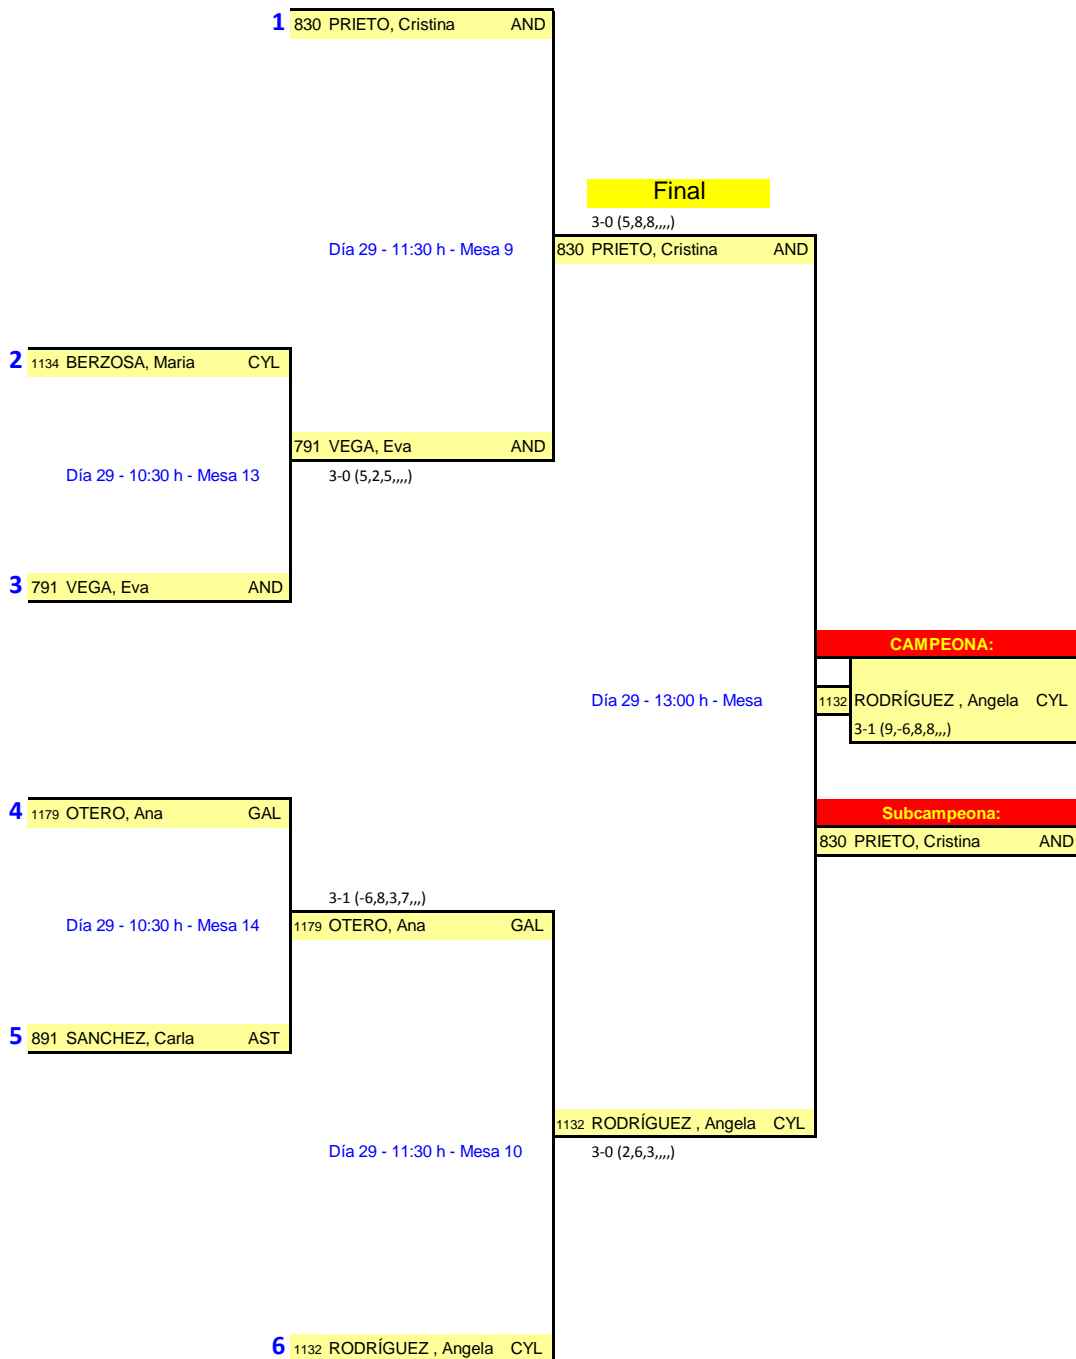 1 830 PRIETO, Cristina AND
Final
3-0 (5,8,8,,,,)
Día 29 - 11:30 h - Mesa 9
830 PRIETO, Cristina AND
2 1134 BERZOSA, Maria CYL
791 VEGA, Eva AND
Día 29 - 10:30 h - Mesa 13
3-0 (5,2,5,,,,)
3 791 VEGA, Eva AND
CAMPEONA:
Día 29 - 13:00 h - Mesa
1132 RODRÍGUEZ , Angela CYL
3-1 (9,-6,8,8,,,)
4 1179 OTERO, Ana GAL
Subcampeona:
830 PRIETO, Cristina AND
3-1 (-6,8,3,7,,,)
Día 29 - 10:30 h - Mesa 14
1179 OTERO, Ana GAL
5 891 SANCHEZ, Carla AST
1132 RODRÍGUEZ , Angela CYL
Día 29 - 11:30 h - Mesa 10
3-0 (2,6,3,,,,)
6 1132 RODRÍGUEZ , Angela CYL